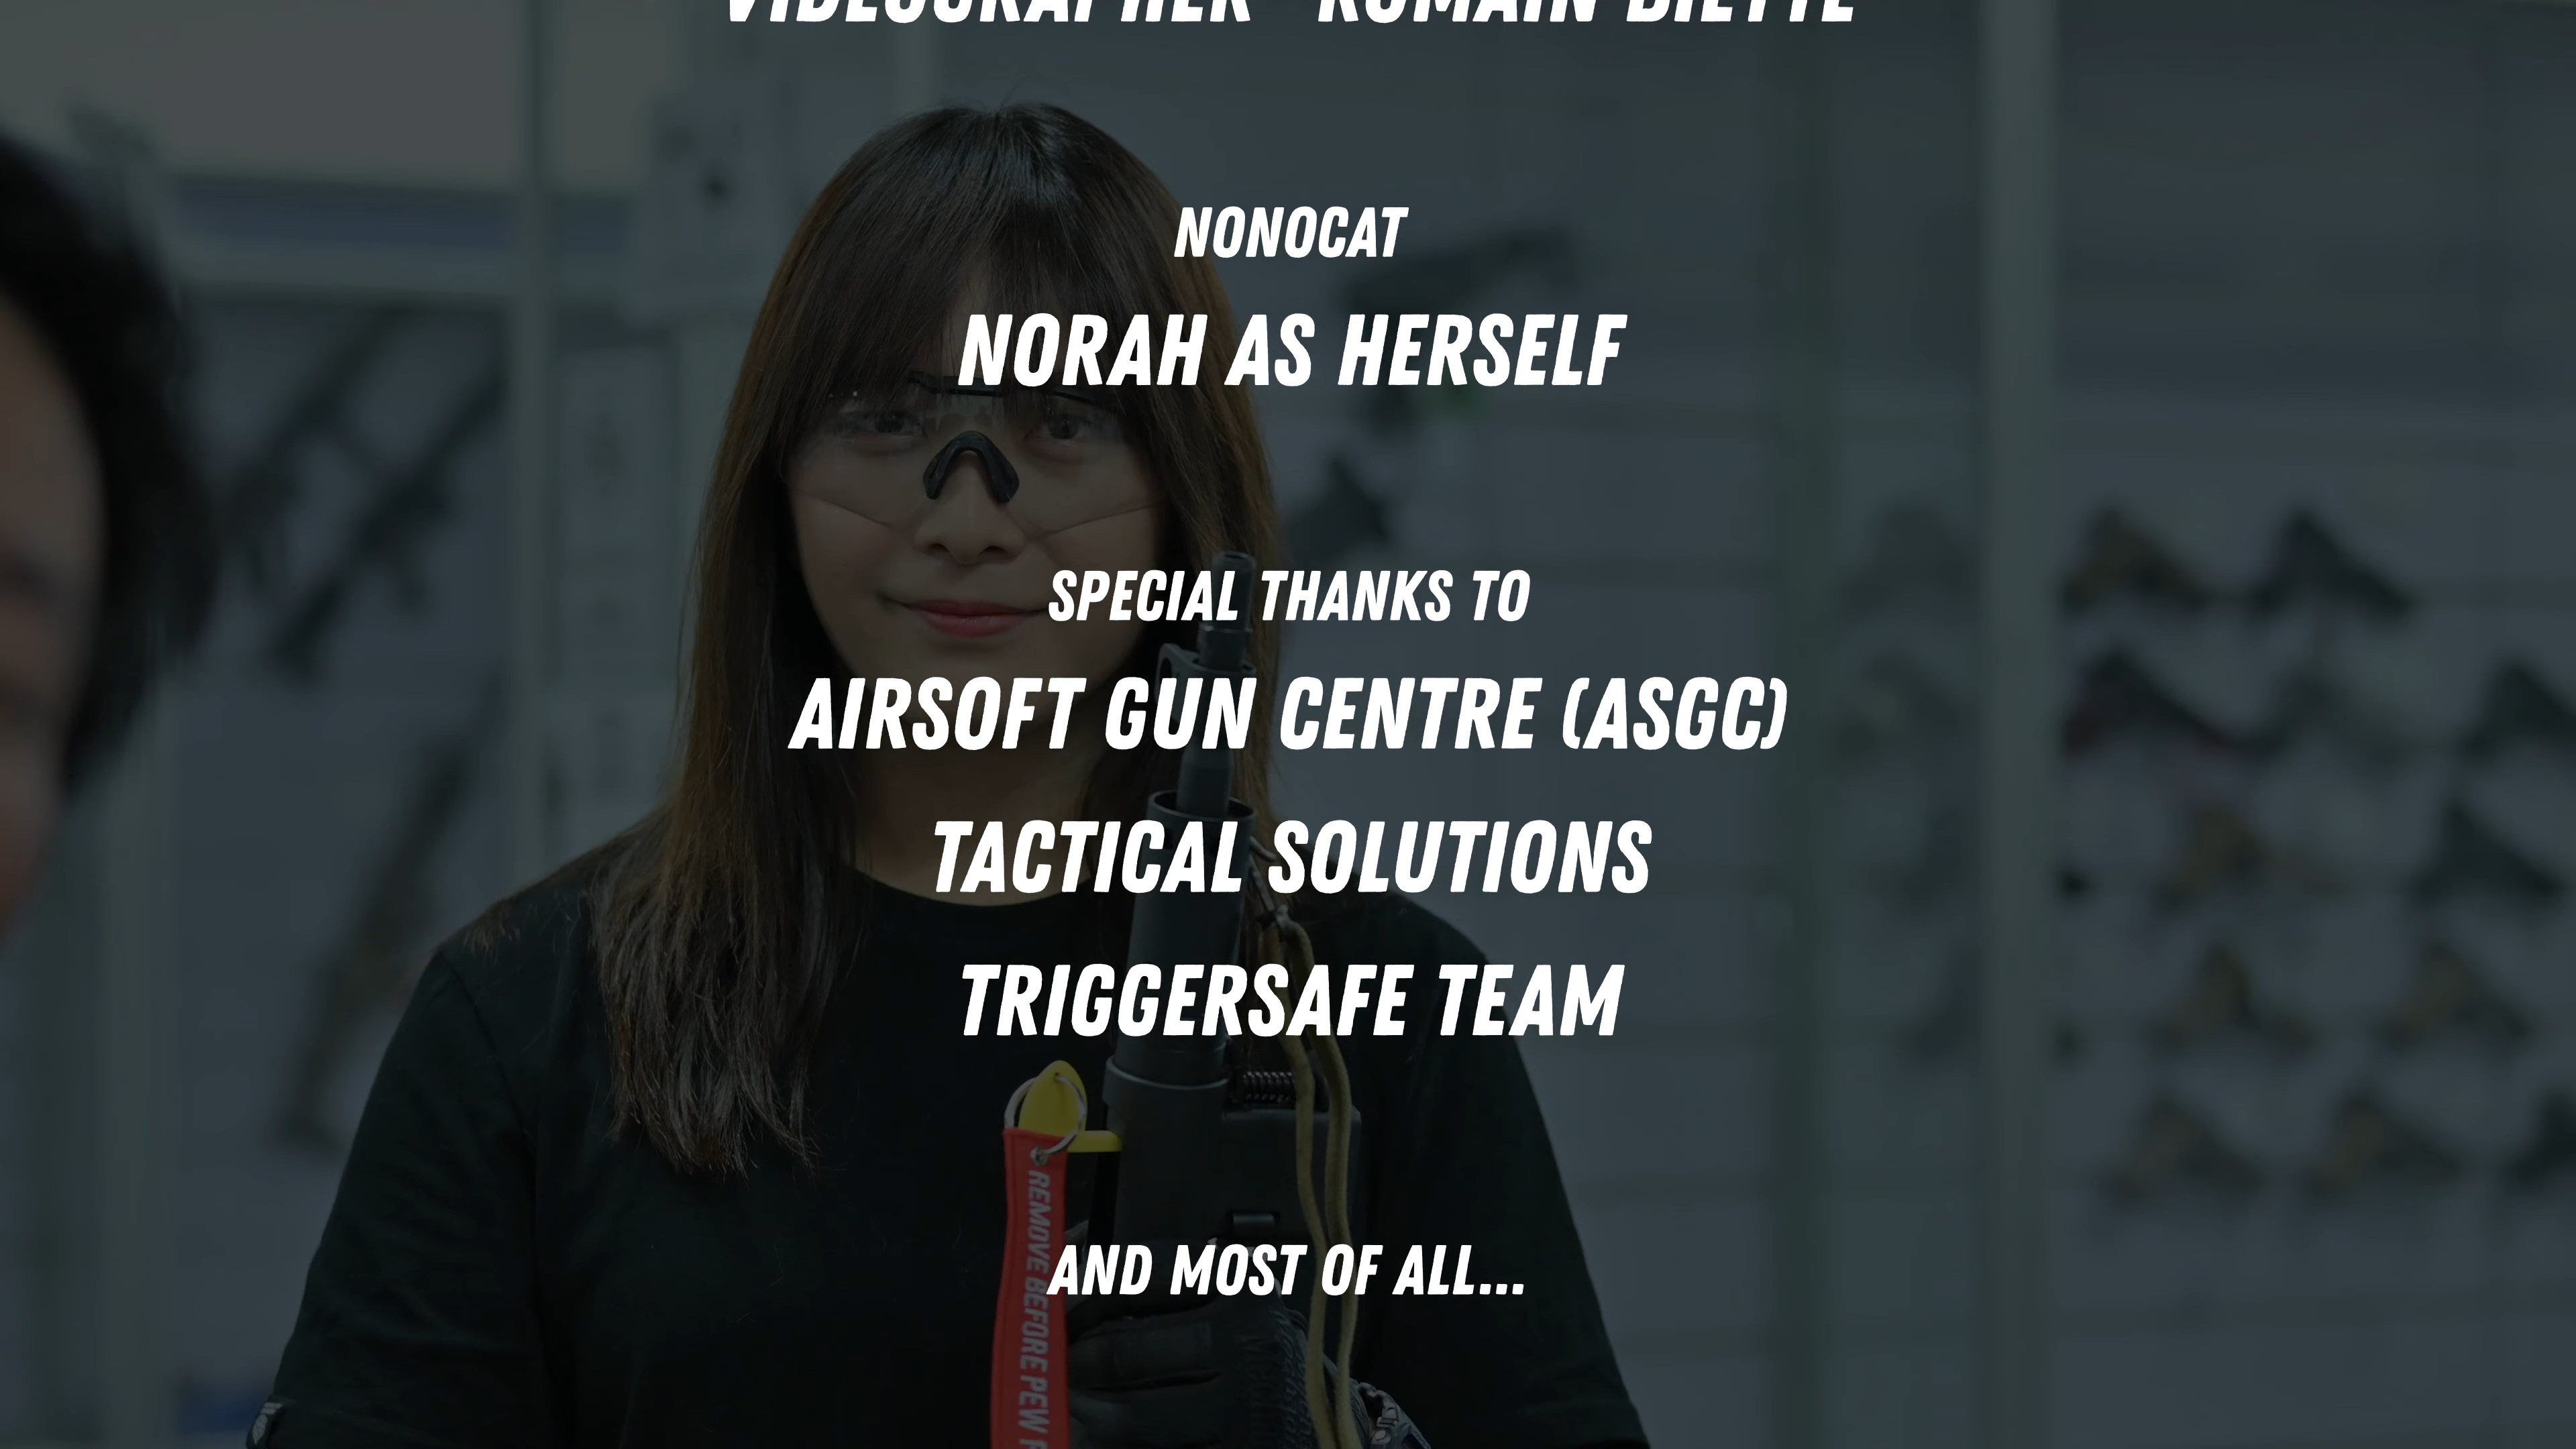 NONOCAT
NORAH AS HERSELF
SPECIAL THANKS TO
AIRSOFT GUN CENTRE (ASGC)
TACTICAL SOLUTIONS
TRIGGERSAFE TEAM
AND MOST OF ALL...
REMOVE BEFORE PEW